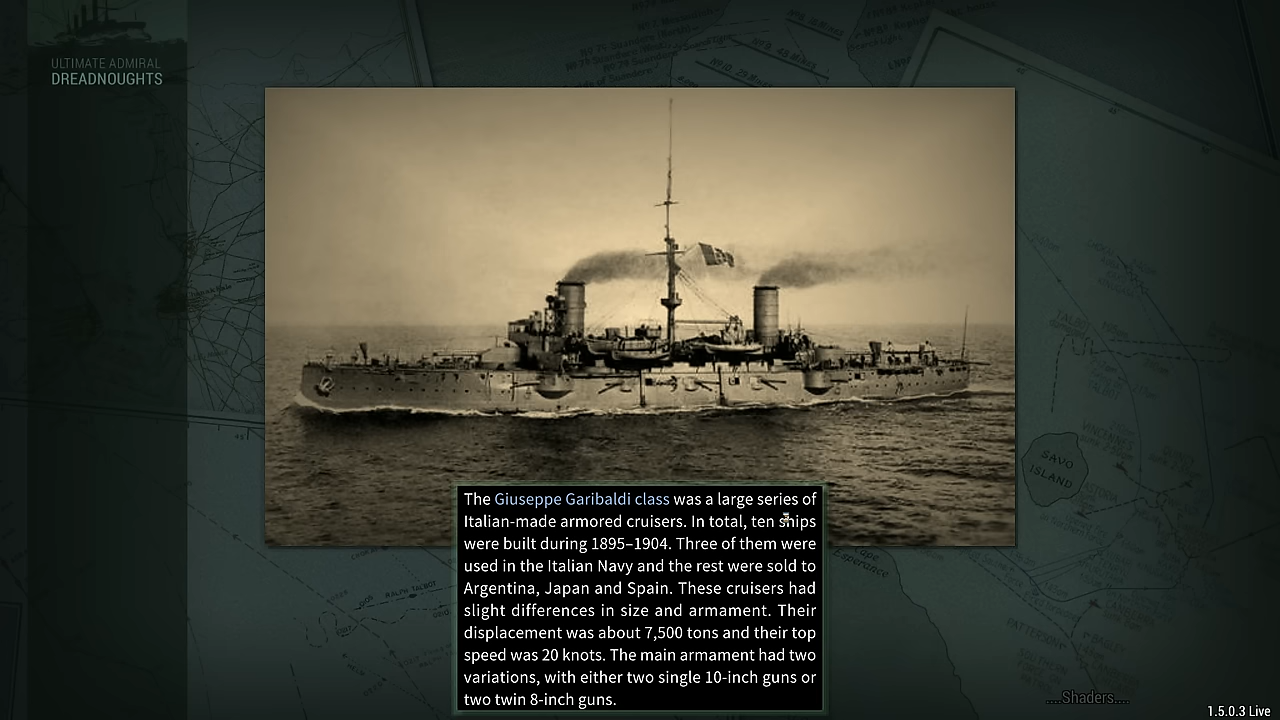 ULTIMATE ADMIRAL
DREADNOUGHTS
The Giuseppe Garibaldi class was a large series of
Italian-made armored cruisers. In total, ten ships
were built during 1895–1904. Three of them were
used in the Italian Navy and the rest were sold to
Argentina, Japan and Spain. These cruisers had
slight differences in size and armament. Their
displacement was about 7,500 tons and their top
speed was 20 knots. The main armament had two
variations, with either two single 10-inch guns or
two twin 8-inch guns.
SAVO
ISLAND
Cape
Esperance
RALPH TALBOT
....Shaders....
1.5.0.3 Live